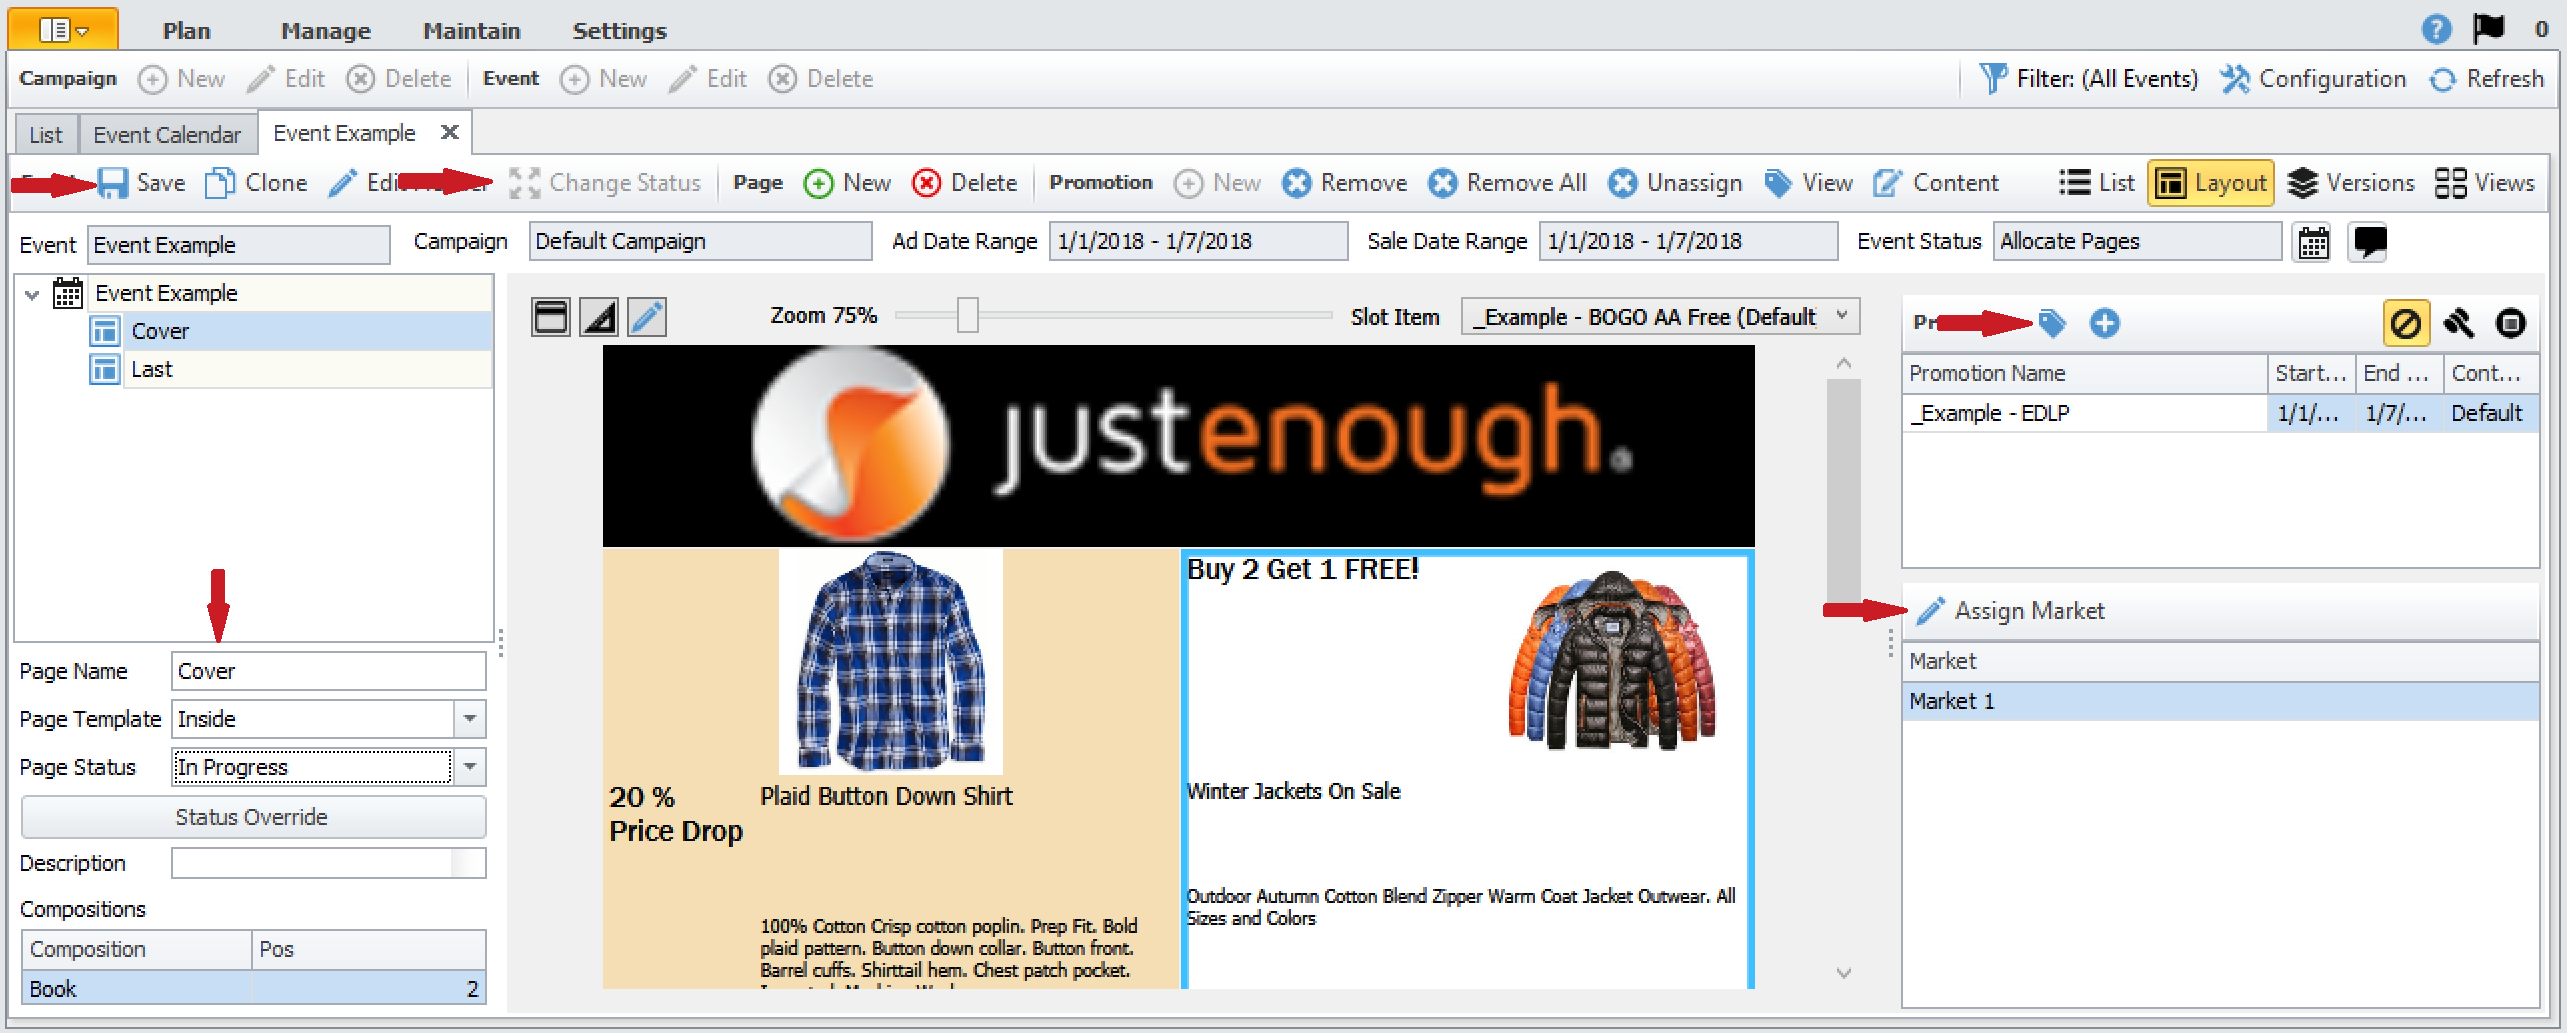 Plan Manage Maintain Settings 0
Campaign New Edit Delete Event New Edit Delete Filter: (All Events) Configuration Refresh
List Event Calendar Event Example
Save Clone Change Status Page New Delete Promotion New Remove Remove All Unassign View Content List Layout Versions Views
Event Event Example Campaign Default Campaign Ad Date Range 1/1/2018 - 1/7/2018 Sale Date Range 1/1/2018 - 1/7/2018 Event Status Allocate Pages
Event Example
Cover
Last
Page Name Cover
Page Template Inside
Page Status In Progress
Status Override
Description
Compositions
Composition Pos
Book 2
Zoom 75% Slot Item _Example - BOGO AA Free (Default
justenough.
20 %
Price Drop
Plaid Button Down Shirt
100% Cotton Crisp cotton poplin. Prep Fit. Bold
plaid pattern. Button down collar. Button front.
Barrel cuffs. Shirttail hem. Chest patch pocket.
Buy 2 Get 1 FREE!
Winter Jackets On Sale
Outdoor Autumn Cotton Blend Zipper Warm Coat Jacket Outwear. All
Sizes and Colors
Promotion Name Start... End ... Cont...
_Example - EDLP 1/1/... 1/7/... Default
Assign Market
Market
Market 1